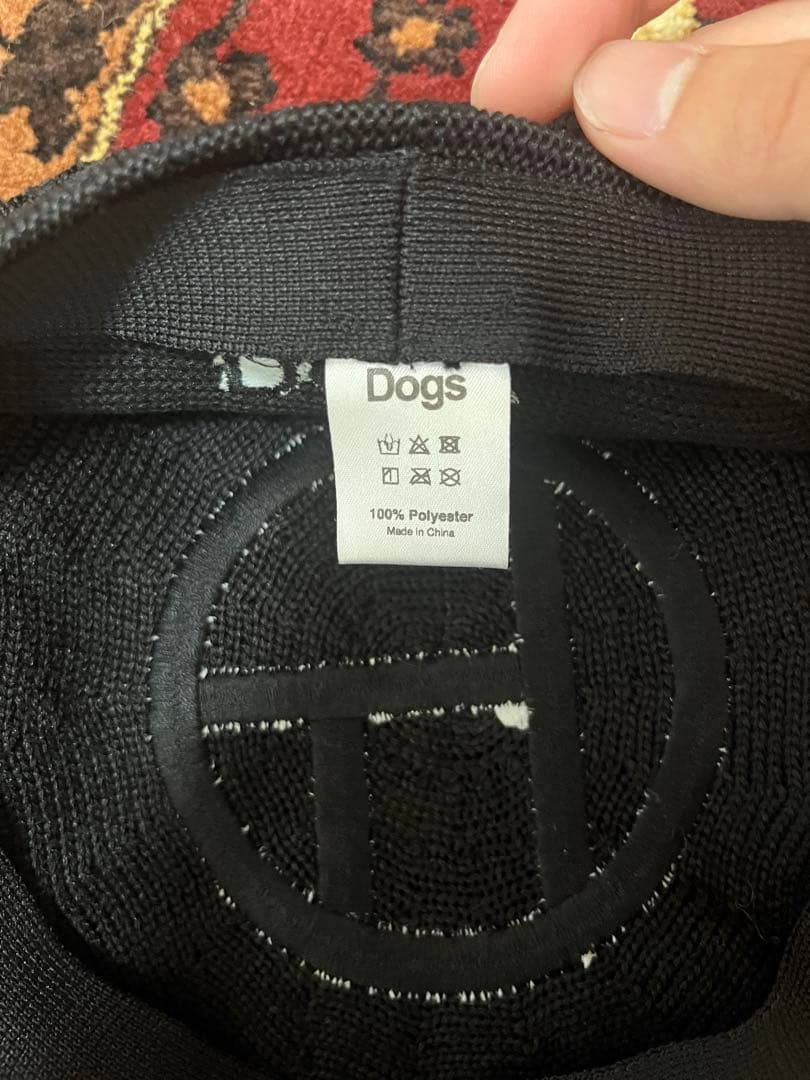 Dogs
100% Polyester
Made in China